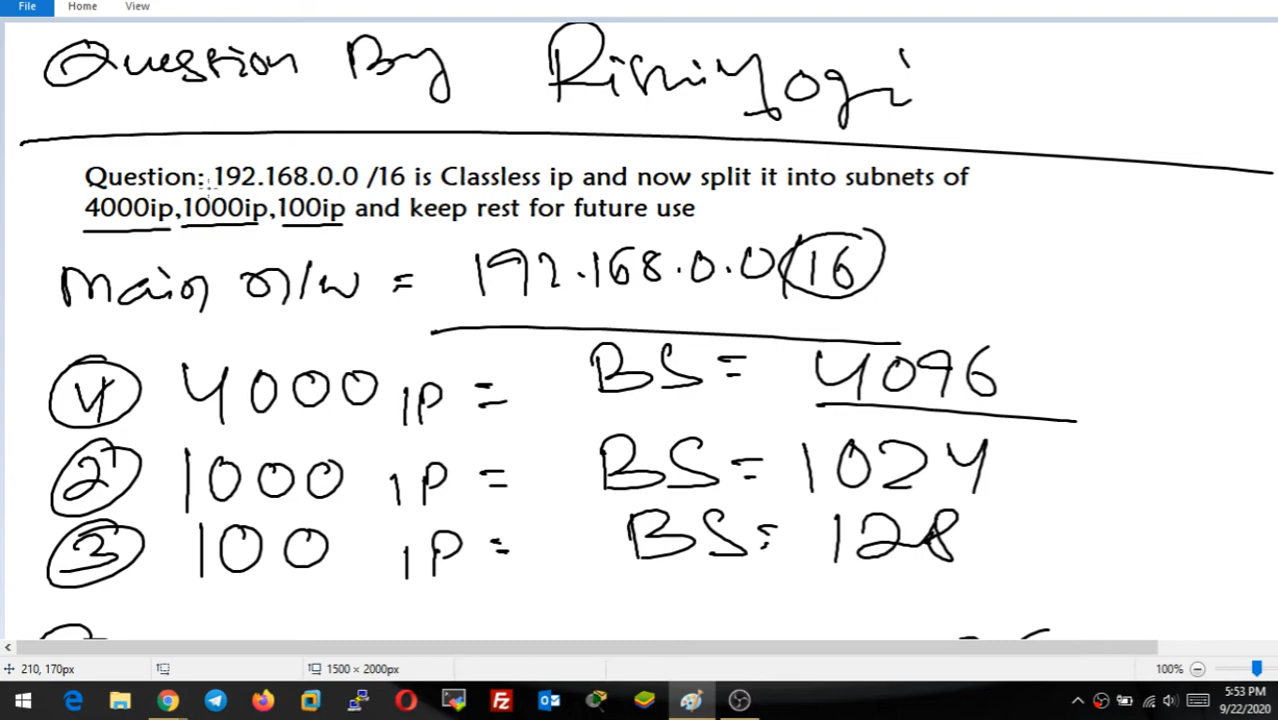 File Home View
Question By Rishiyogi
Question: 192.168.0.0 /16 is Classless ip and now split it into subnets of
4000ip,1000ip,100ip and keep rest for future use
Main n/w = 192.168.0.0/16
4000 IP = BS= 4096
2 1000 IP = BS= 1024
3 100 IP = BS= 128
210, 170px 1500 × 2000px 100%
5:53 PM
9/22/2020